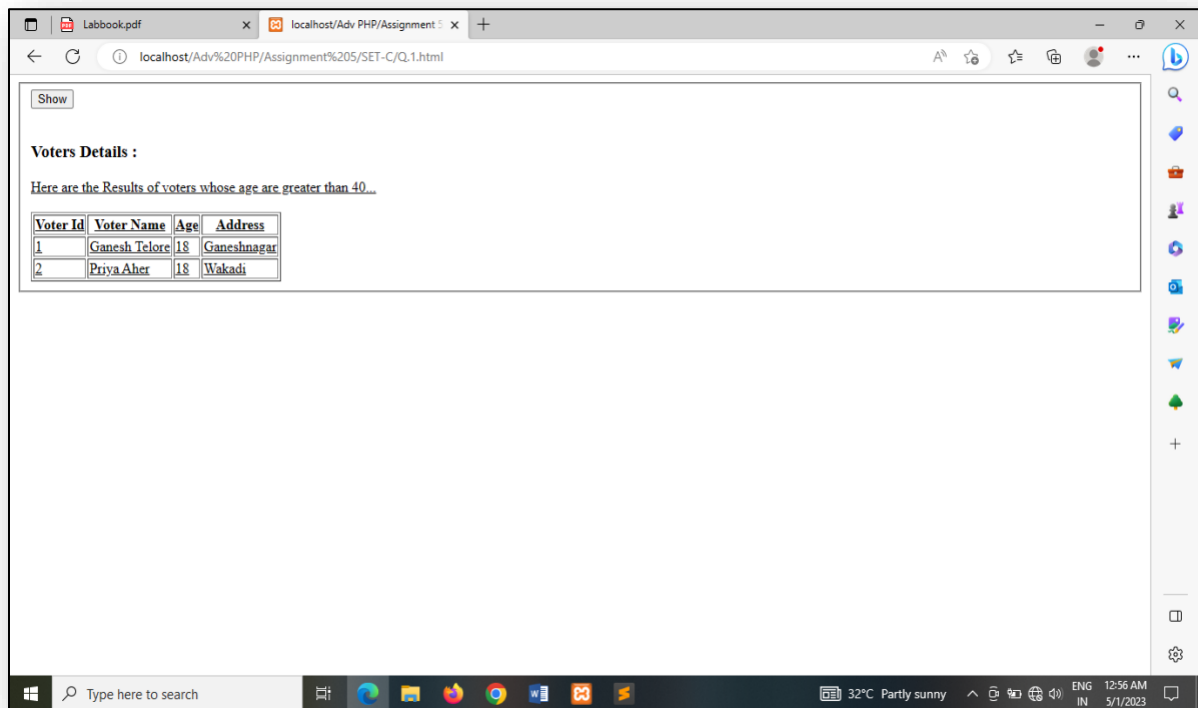 Labbook.pdf
localhost/Adv PHP/Assignment 5
localhost/Adv%20PHP/Assignment%205/SET-C/Q.1.html
Show
Voters Details :
Here are the Results of voters whose age are greater than 40...
Voter Id Voter Name Age Address
1 Ganesh Telore 18 Ganeshnagar
2 Priya Aher 18 Wakadi
Type here to search
32°C Partly sunny
ENG 12:56 AM
IN 5/1/2023